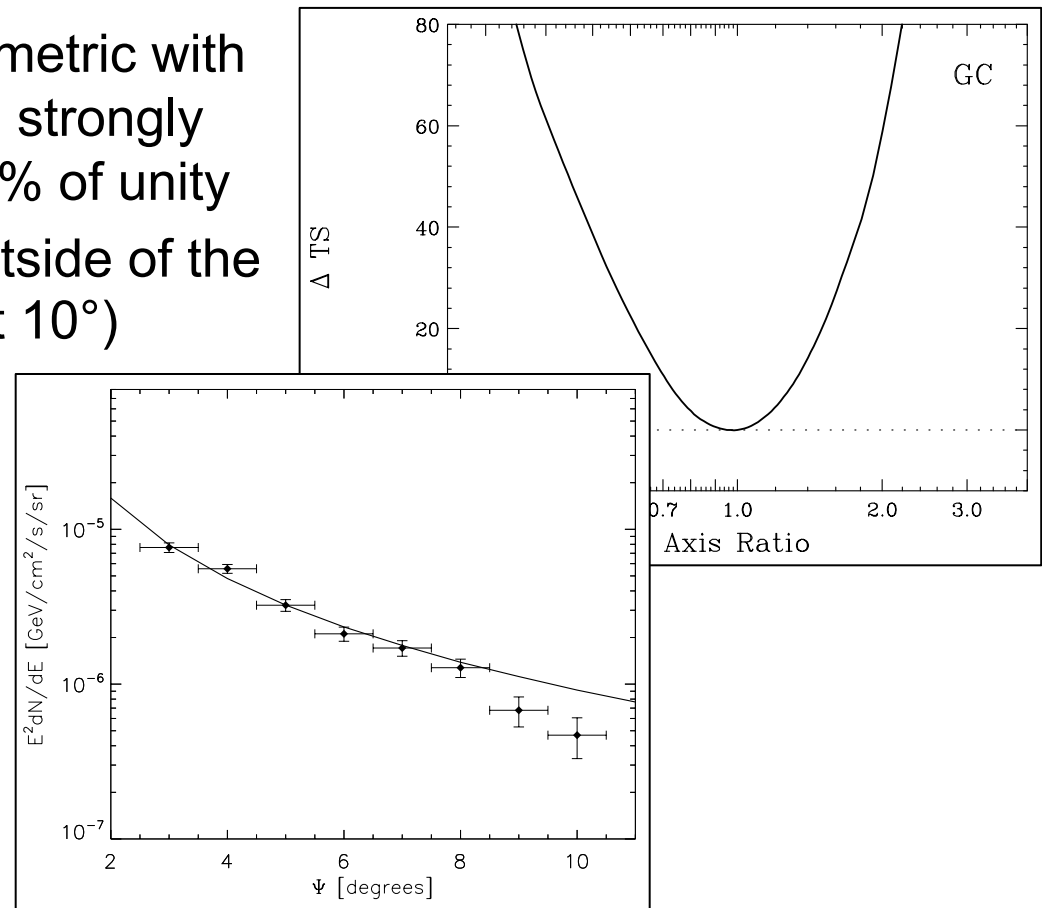 metric with
strongly
% of unity
tside of the
10°)
80
60
40
20
Δ TS
GC
0.7 1.0 2.0 3.0
Axis Ratio
E²dN/dE [GeV/cm²/s/sr]
10⁻⁵
10⁻⁶
10⁻⁷
2 4 6 8 10
Ψ [degrees]